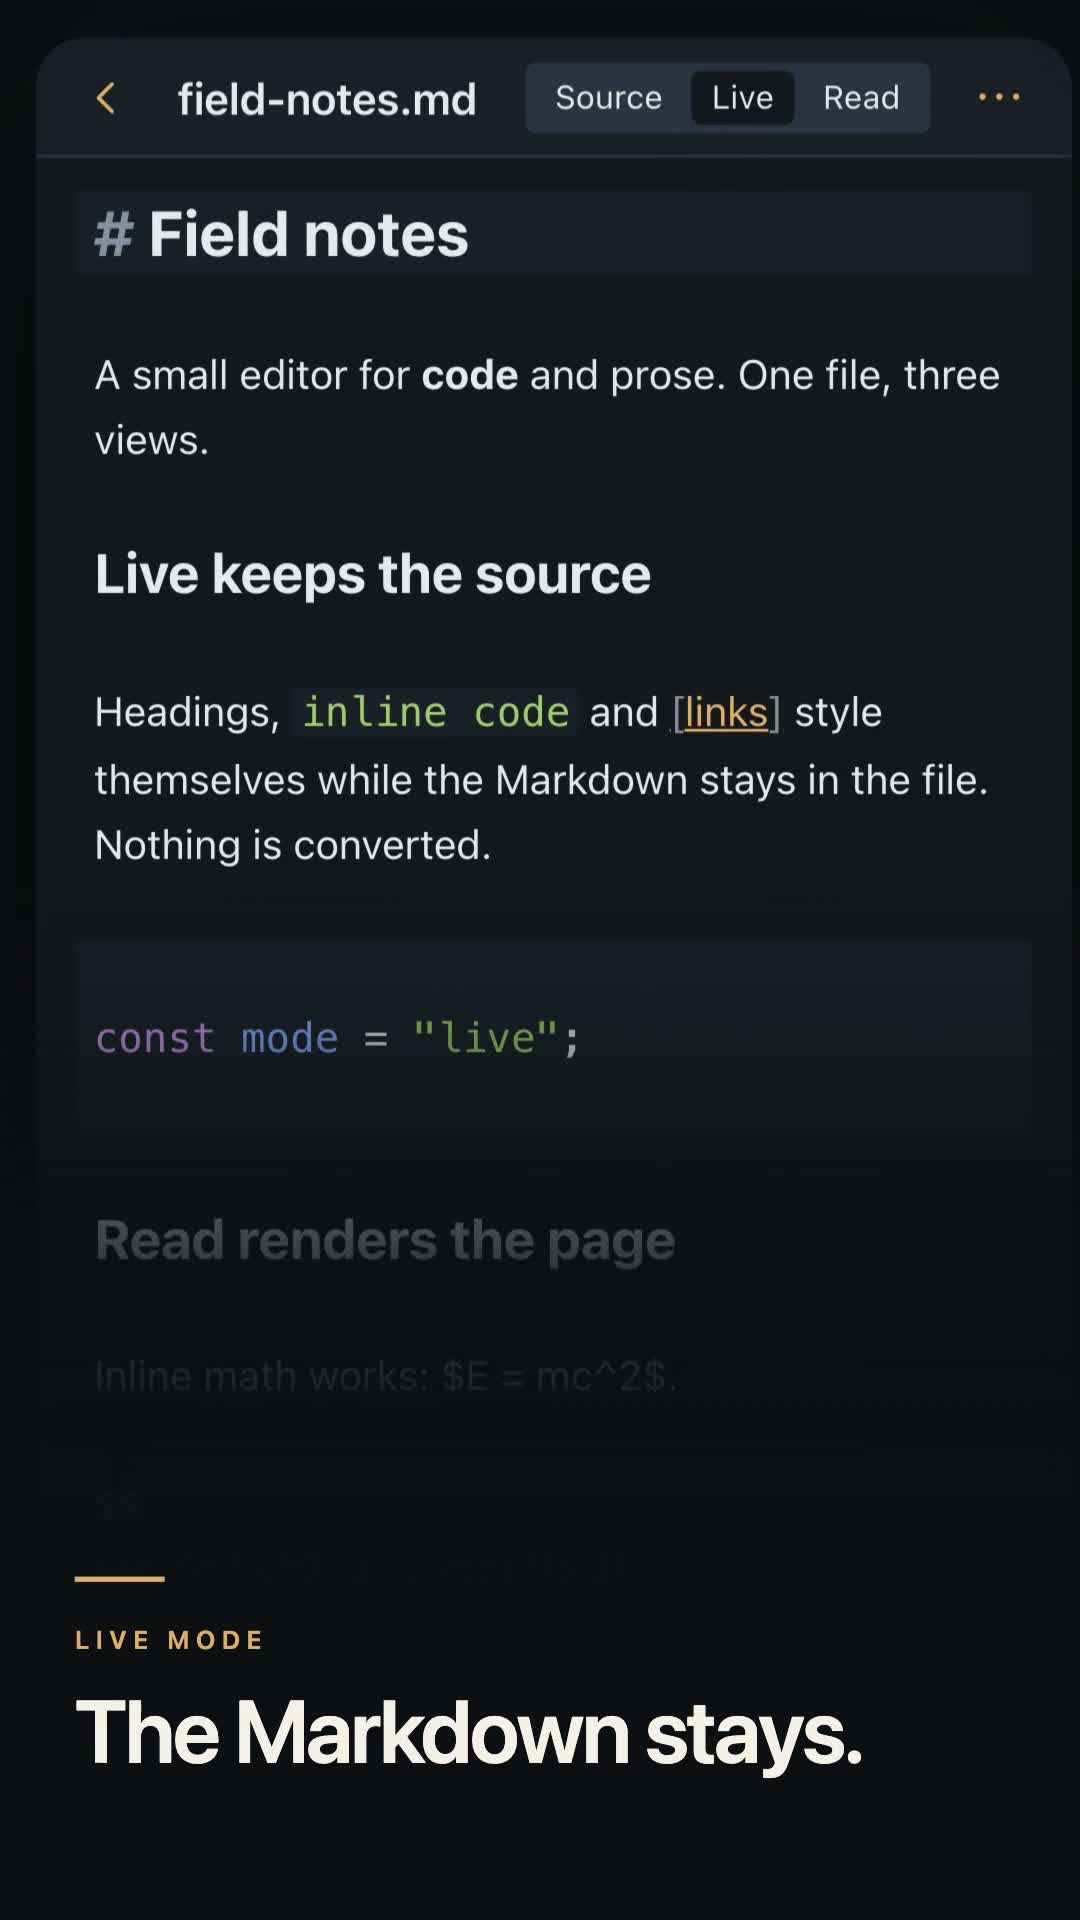 field-notes.md
Source Live Read
# Field notes
A small editor for code and prose. One file, three
views.
Live keeps the source
Headings, inline code and [links] style
themselves while the Markdown stays in the file.
Nothing is converted.
const mode = "live";
Read renders the page
Inline math works: $E = mc^2$.
LIVE MODE
The Markdown stays.